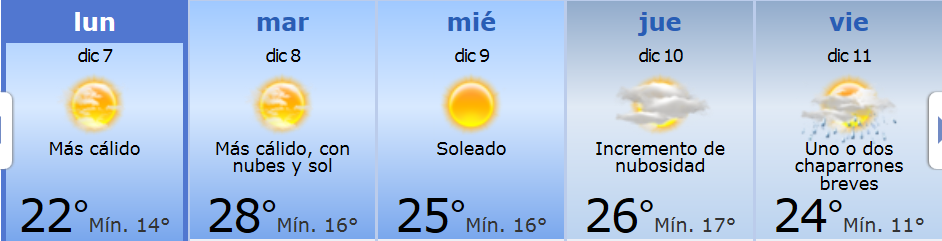 lun
dic 7
Más cálido
22° Mín. 14°
mar
dic 8
Más cálido, con
nubes y sol
28° Mín. 16°
mié
dic 9
Soleado
25° Mín. 16°
jue
dic 10
Incremento de
nubosidad
26° Mín. 17°
vie
dic 11
Uno o dos
chaparrones
breves
24° Mín. 11°